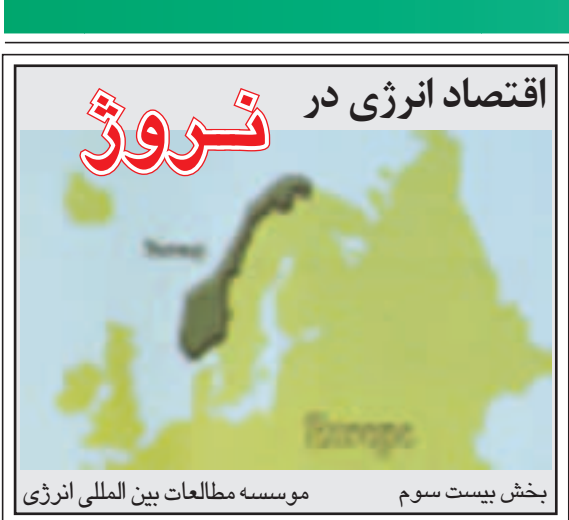 اقتصاد انرژی در نروژ
Norway
Europe
بخش بیست سوم
موسسه مطالعات بین المللی انرژی